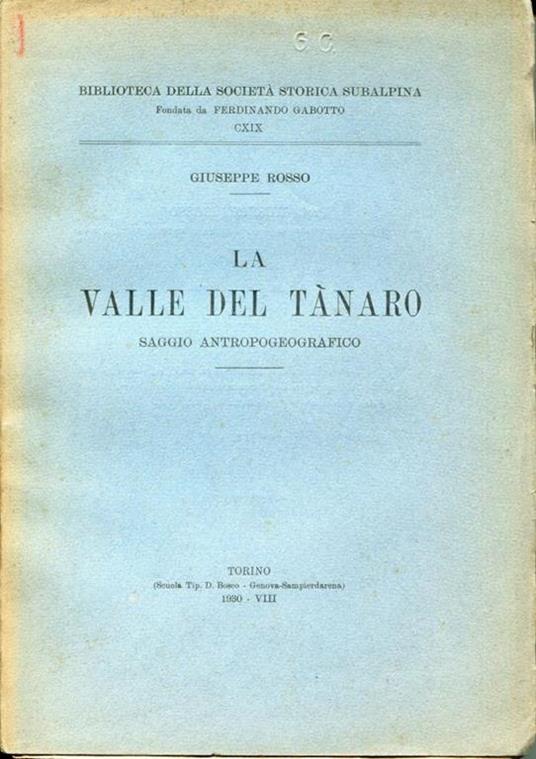 G C.
BIBLIOTECA DELLA SOCIETÀ STORICA SUBALPINA
Fondata da FERDINANDO GABOTTO
CXIX
GIUSEPPE ROSSO
LA
VALLE DEL TÀNARO
SAGGIO ANTROPOGEOGRAFICO
TORINO
(Scuola Tip. D. Bosco - Genova-Sampierdarena)
1930 - VIII